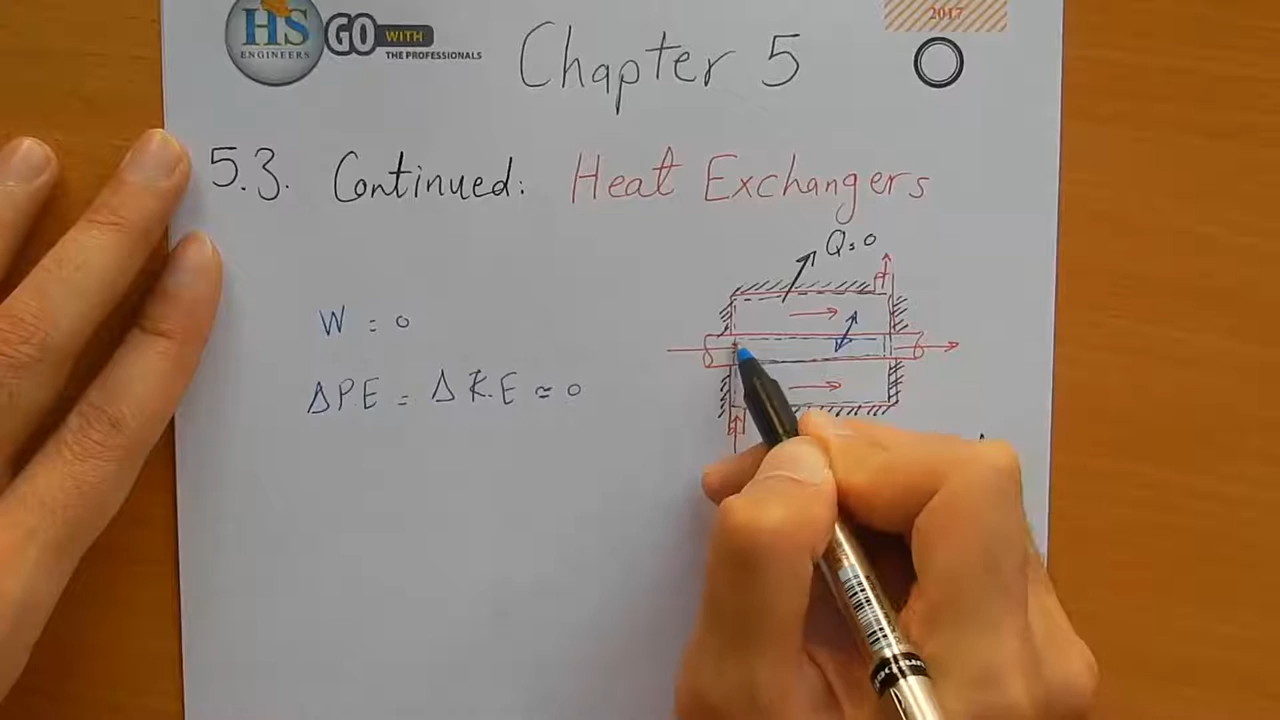 HS
ENGINEERS
GO WITH
THE PROFESSIONALS
2017
Chapter 5
5.3. Continued: Heat Exchangers
Q = 0
W = 0
ΔP.E = ΔK.E ≈ 0